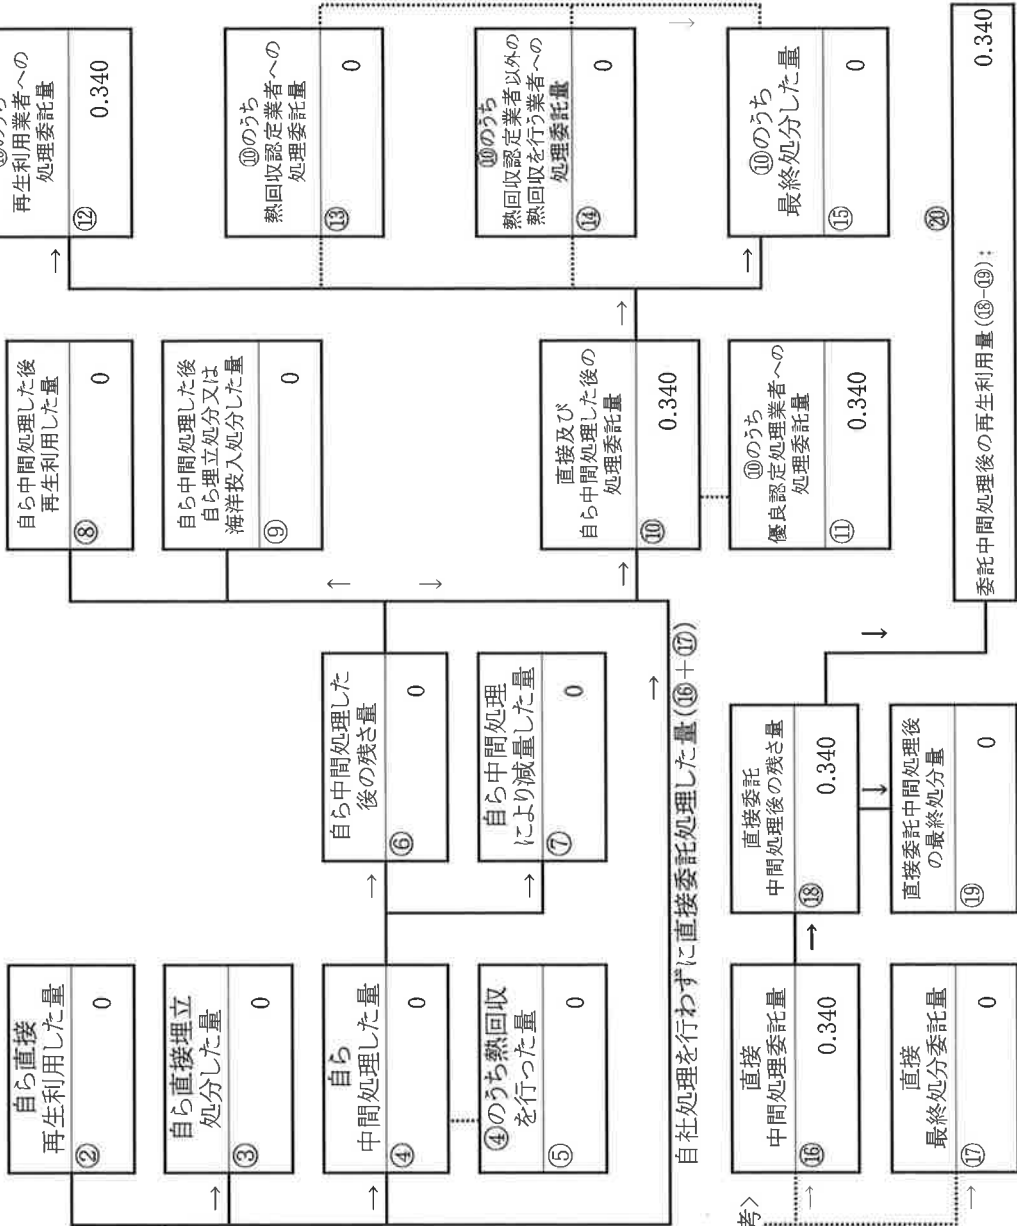 自ら直接
再生利用した量
② 0
自ら直接埋立
処分した量
③ 0
自ら
中間処理した量
④ 0
④のうち熱回収
を行った量
⑤ 0
自ら中間処理した
後の残さ量
⑥ 0
自ら中間処理
により減量した量
⑦ 0
自ら中間処理した後
再生利用した量
⑧ 0
自ら中間処理した後
自ら埋立処分又は
海洋投入処分した量
⑨ 0
直接及び
自ら中間処理した後の
処理委託量
⑩ 0.340
⑩のうち
優良認定処理業者への
処理委託量
⑪ 0.340
のうち
再生利用業者への
処理委託量
⑫ 0.340
⑩のうち
熱回収認定業者への
処理委託量
⑬ 0
⑩のうち
熱回収認定業者以外の
熱回収を行う業者への
処理委託量
⑭ 0
⑩のうち
最終処分した量
⑮ 0
自社処理を行わずに直接委託処理した量(⑯+⑰)
考>
直接
中間処理委託量
⑯ 0.340
直接
最終処分委託量
⑰ 0
直接委託
中間処理後の残さ量
⑱ 0.340
直接委託中間処理後
の最終処分量
⑲ 0
⑳
委託中間処理後の再生利用量(⑱-⑲): 0.340